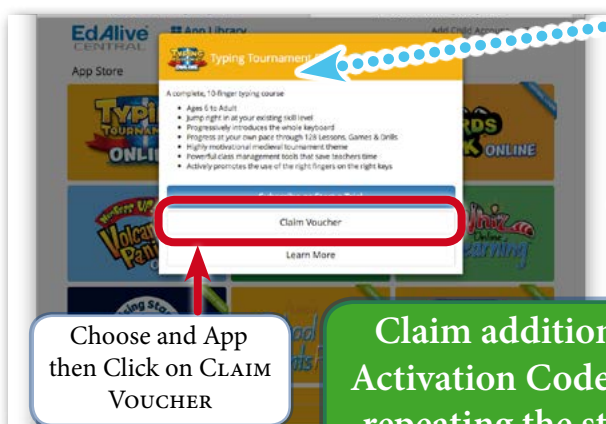 EdAlive
CENTRAL
App Library
Add Child Account
App Store
Typing Tournament
A complete, 10-finger typing course
Ages 6 to Adult
Jump right in at your existing skill level
Progressively introduces the whole keyboard
Progress at your own pace through 128 Lessons, Games & Drills
Highly motivational medieval tournament theme
Powerful class management tools that save teachers time
Actively promotes the use of the right fingers on the right keys
Claim Voucher
Learn More
ONLINE
Choose and App
then Click on CLAIM
VOUCHER
Claim addition
Activation Code
repeating the st